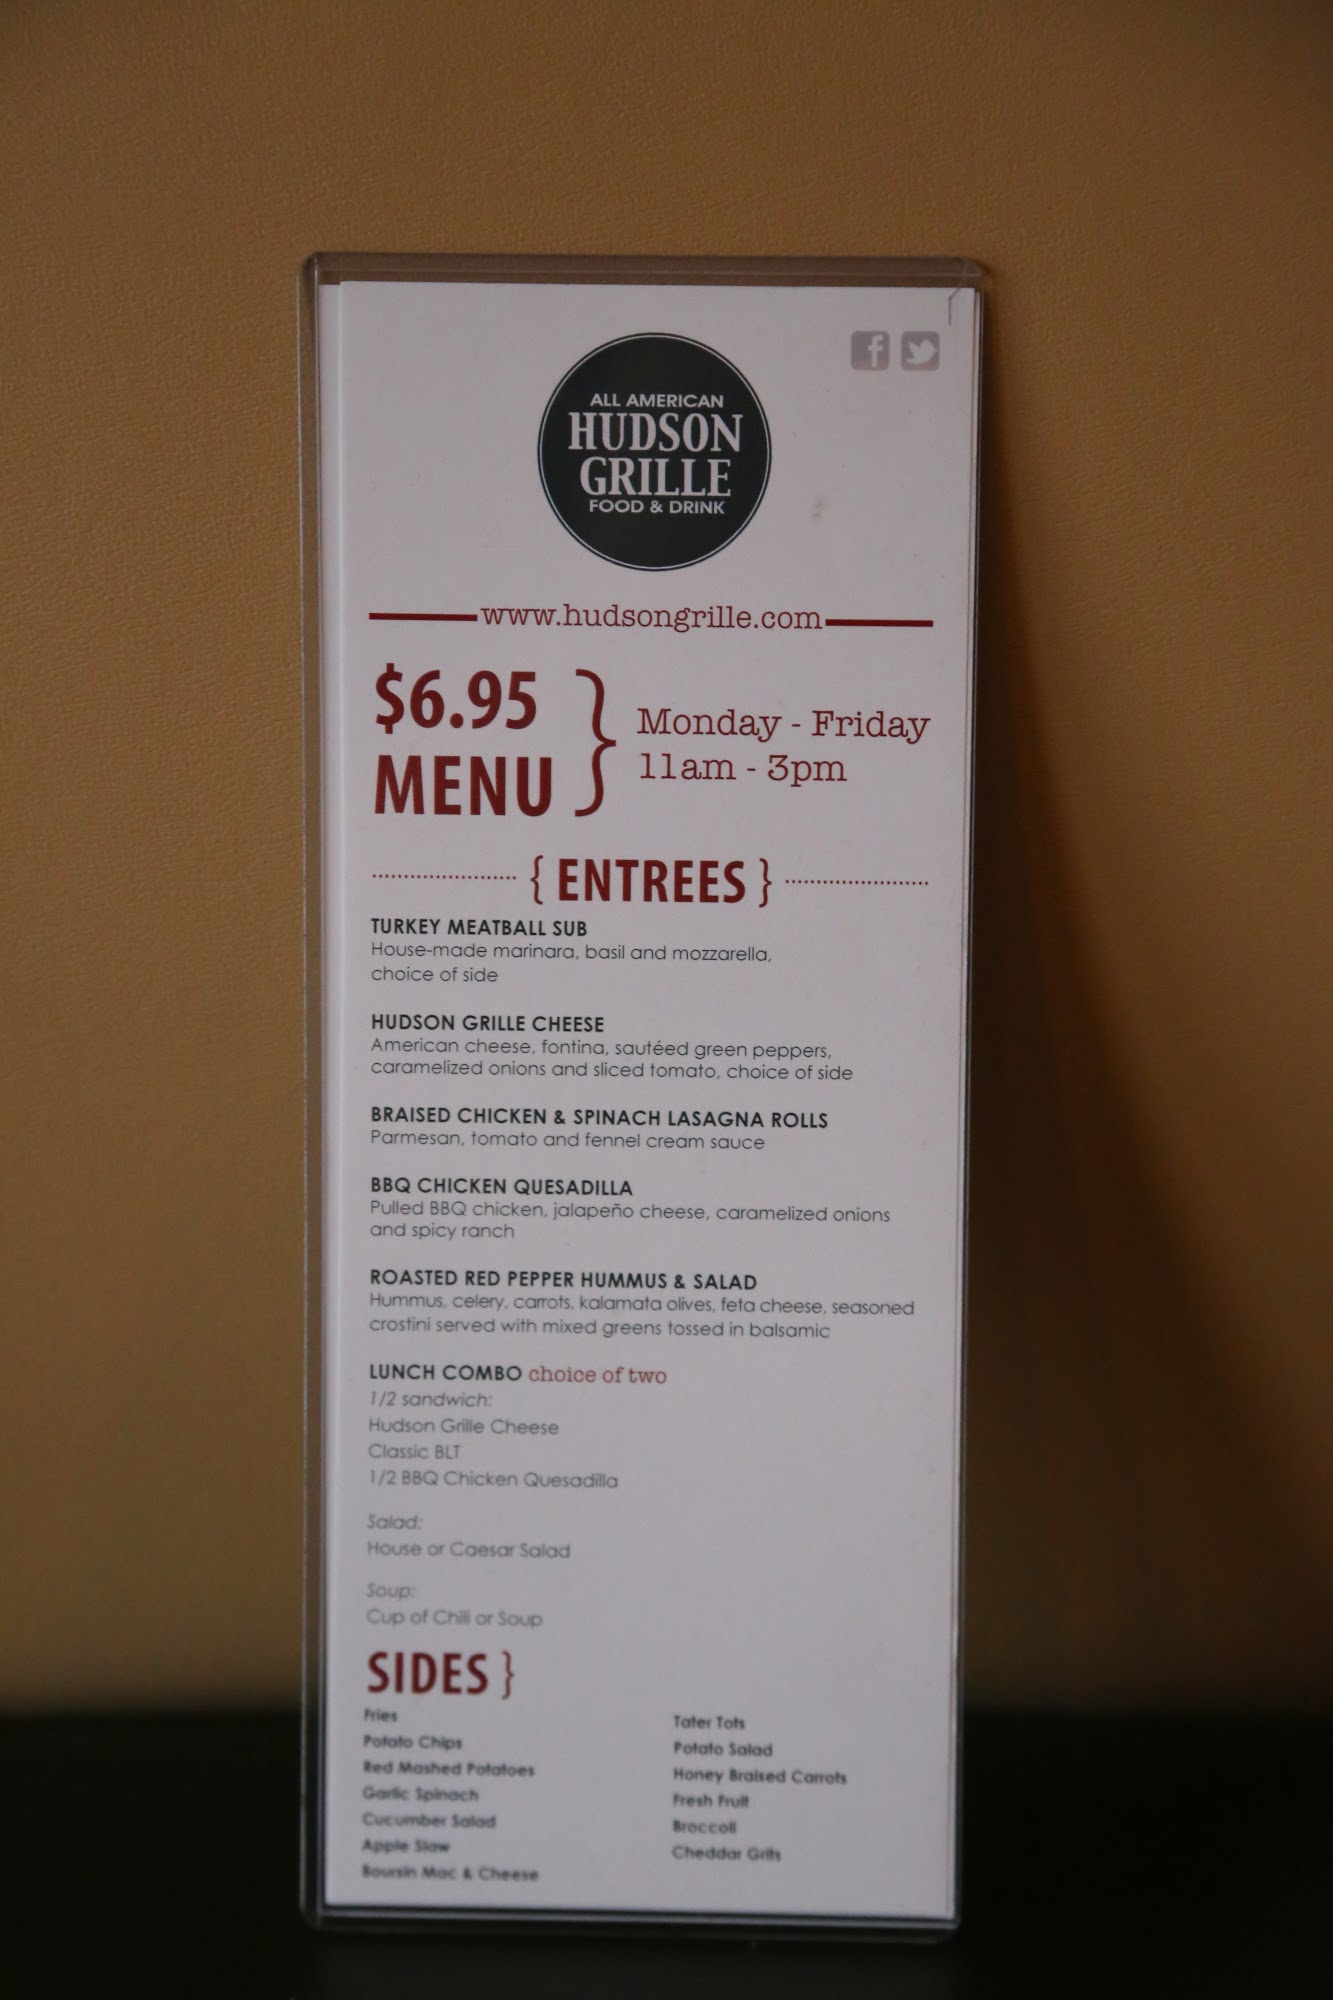 ALL AMERICAN
HUDSON
GRILLE
FOOD & DRINK
www.hudsongrille.com
$6.95
MENU
Monday - Friday
11am - 3pm
{ ENTREES }
TURKEY MEATBALL SUB
House-made marinara, basil and mozzarella,
choice of side
HUDSON GRILLE CHEESE
American cheese, fontina, sautéed green peppers,
caramelized onions and sliced tomato, choice of side
BRAISED CHICKEN & SPINACH LASAGNA ROLLS
Parmesan, tomato and fennel cream sauce
BBQ CHICKEN QUESADILLA
Pulled BBQ chicken, jalapeño cheese, caramelized onions
and spicy ranch
ROASTED RED PEPPER HUMMUS & SALAD
Hummus, celery, carrots, kalamata olives, feta cheese, seasoned
crostini served with mixed greens tossed in balsamic
LUNCH COMBO choice of two
1/2 sandwich:
Hudson Grille Cheese
Classic BLT
1/2 BBQ Chicken Quesadilla
Salad:
House or Caesar Salad
Soup:
Cup of Chili or Soup
SIDES }
Fries
Potato Chips
Red Mashed Potatoes
Garlic Spinach
Cucumber Salad
Apple Slaw
Boursin Mac & Cheese
Tater Tots
Potato Salad
Honey Braised Carrots
Fresh Fruit
Broccoli
Cheddar Grits